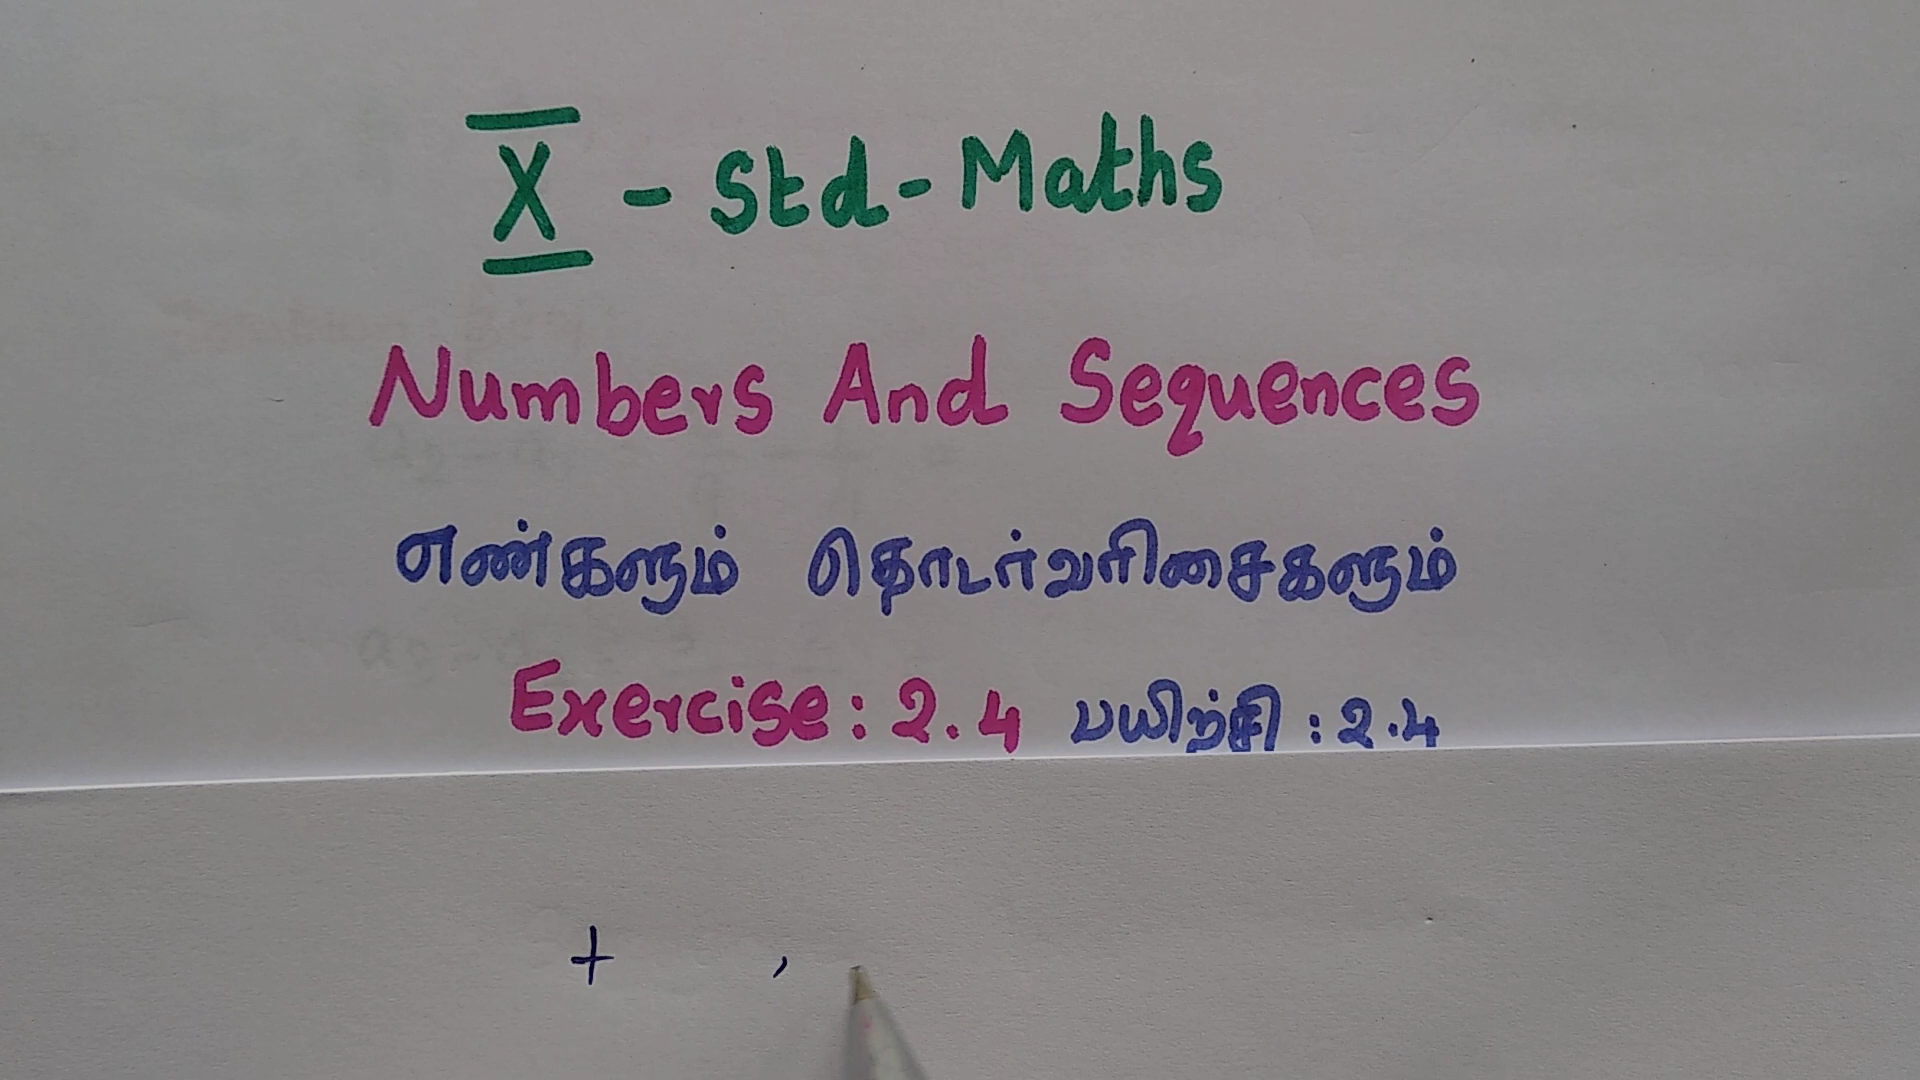 X - Std - Maths
Numbers And Sequences
எண்களும் தொடர்வரிசைகளும்
Exercise : 2.4 பயிற்சி : 2.4
+ ,